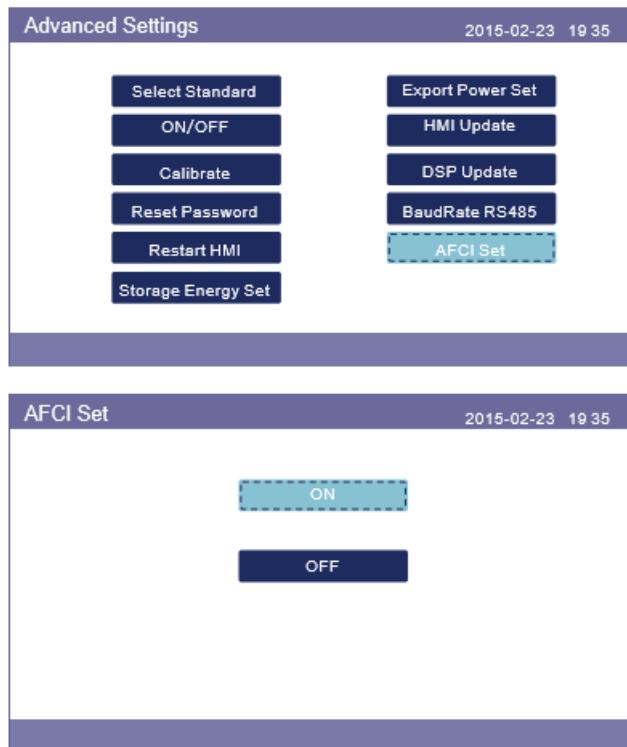 Advanced Settings 2015-02-23 19 35
Select Standard Export Power Set
ON/OFF HMI Update
Calibrate DSP Update
Reset Password BaudRate RS485
Restart HMI AFCI Set
Storage Energy Set
AFCI Set 2015-02-23 19 35
ON
OFF